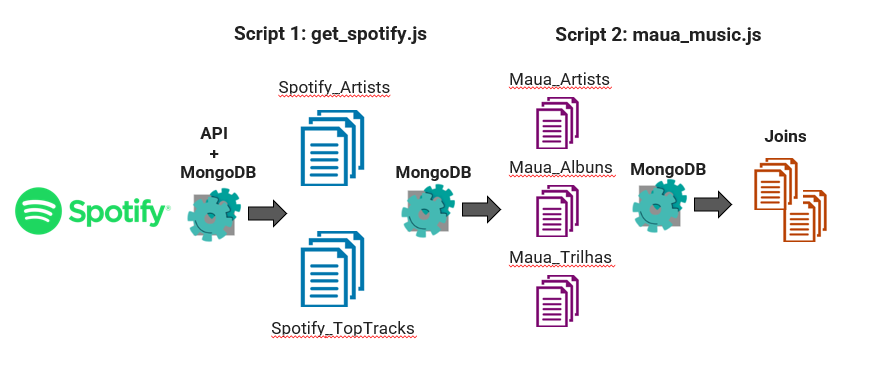 Script 1: get_spotify.js
Script 2: maua_music.js
Spotify_Artists
Maua_Artists
API
+
MongoDB
Joins
MongoDB
Maua_Albuns
MongoDB
Spotify
Maua_Trilhas
Spotify_TopTracks